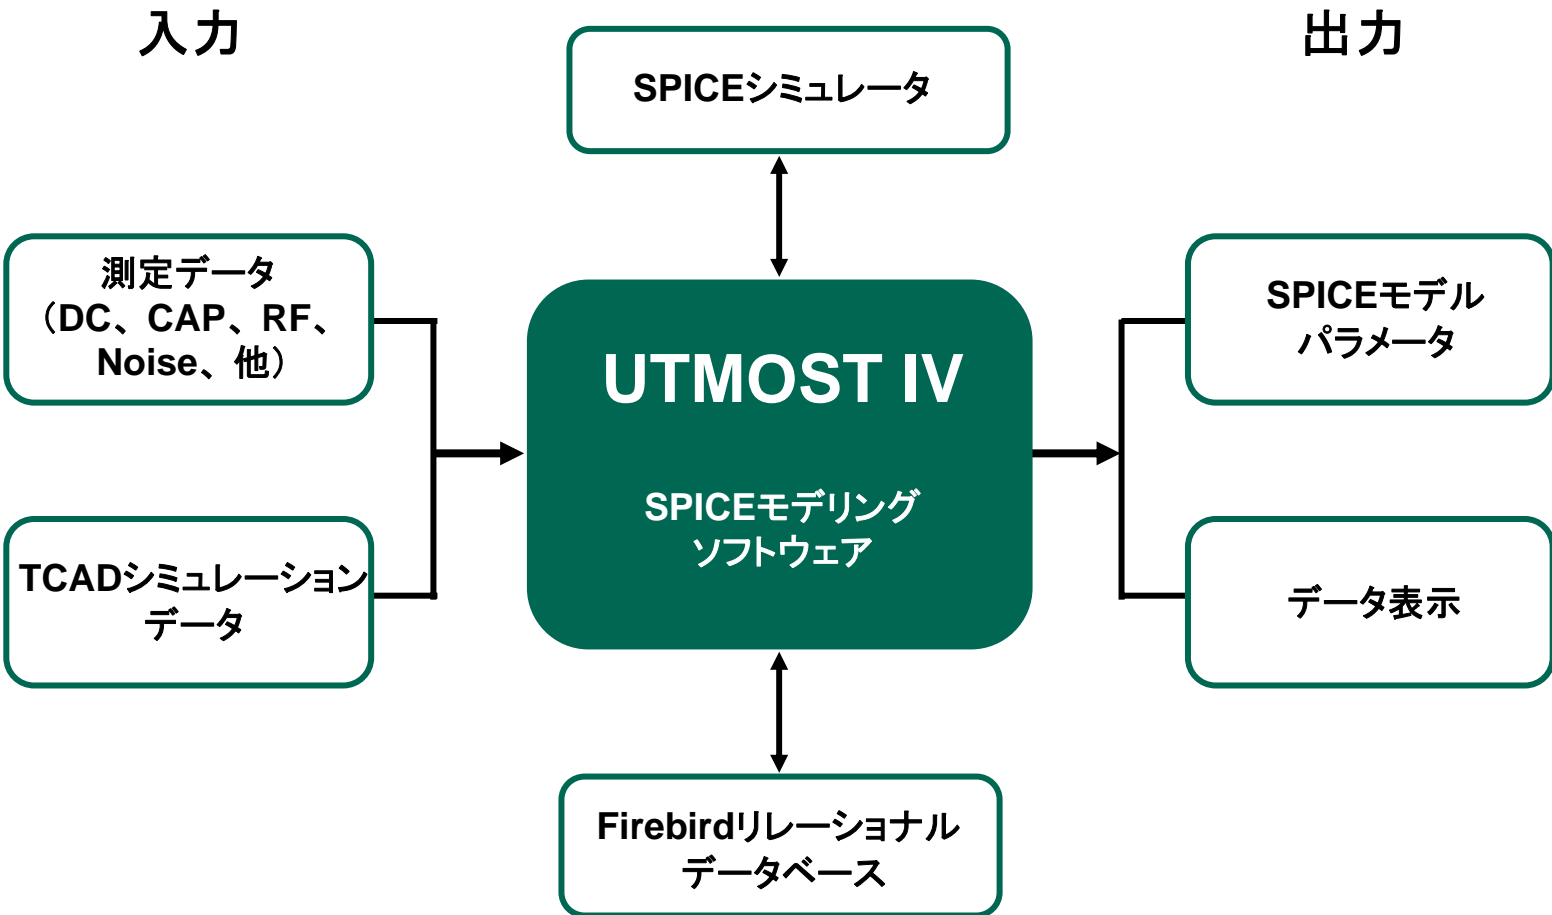 入力
出力
SPICEシミュレータ
測定データ
（DC、CAP、RF、
Noise、他）
TCADシミュレーション
データ
UTMOST IV
SPICEモデリング
ソフトウェア
SPICEモデル
パラメータ
データ表示
Firebirdリレーショナル
データベース